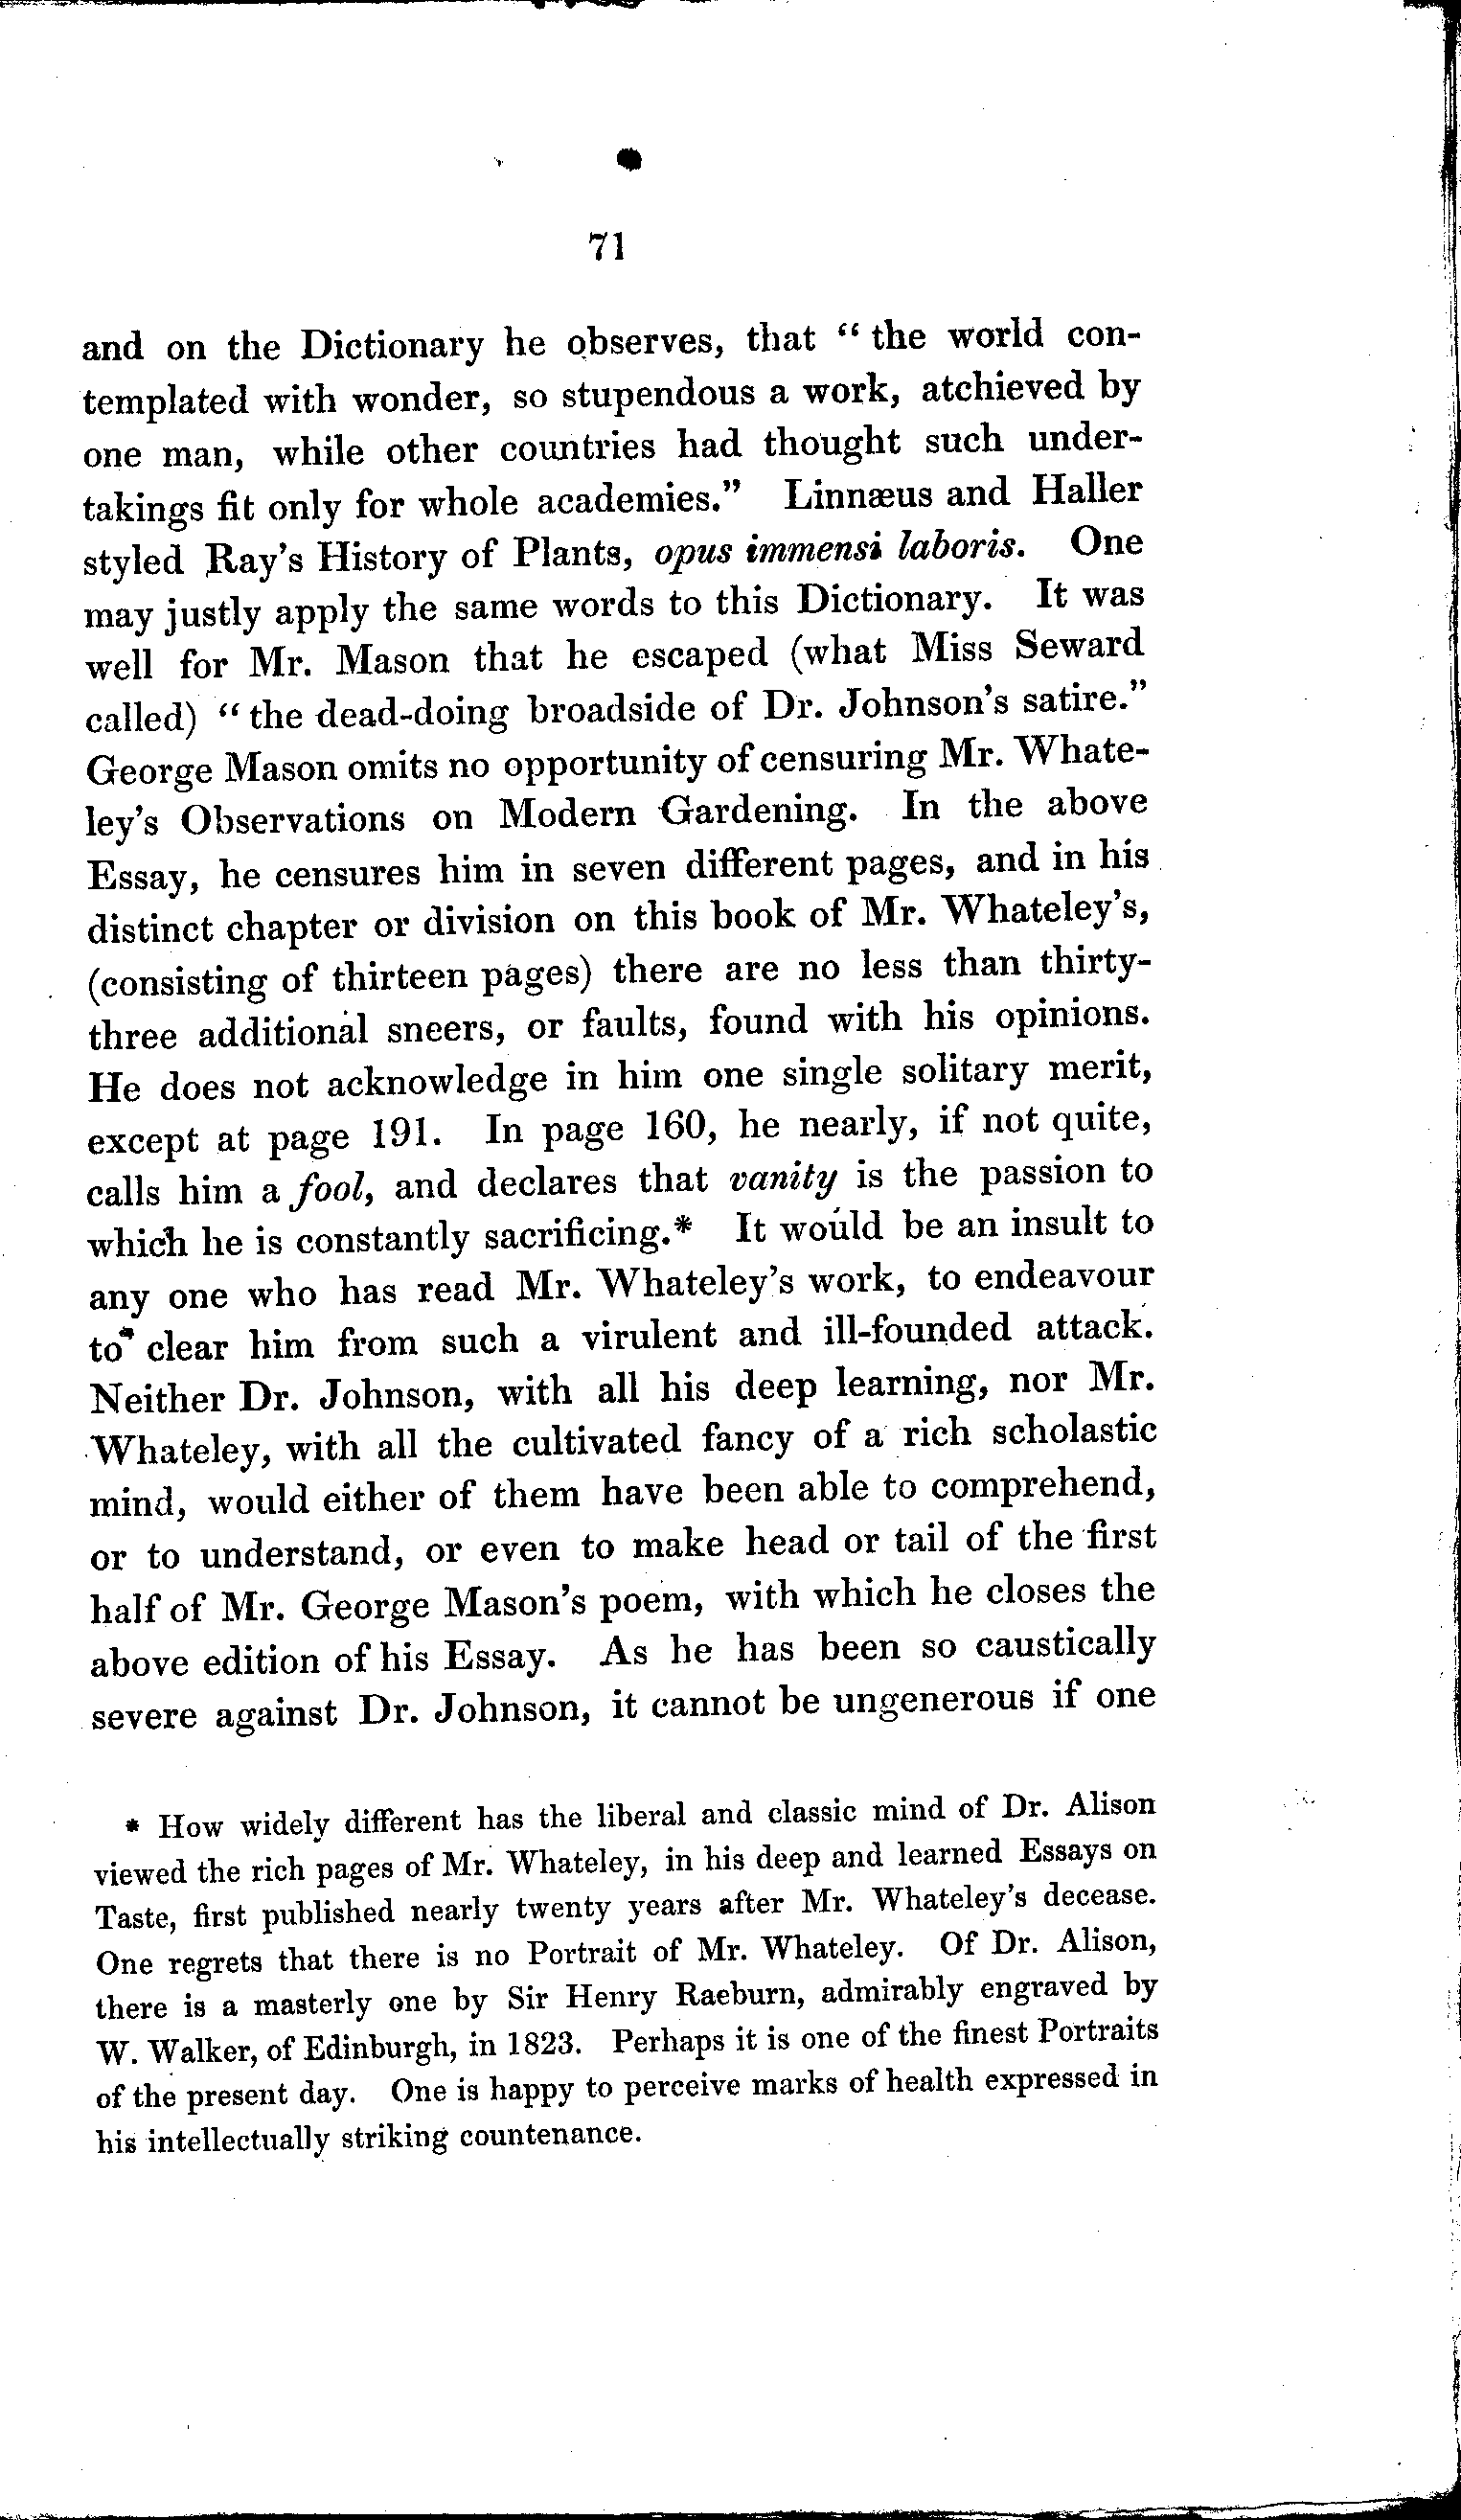 71
and on the Dictionary he observes, that “ the world con-
templated with wonder, so stupendous a work, atchieved by
one man, while other countries had thought such under-
takings fit only for whole academies.” Linnæus and Haller
styled Ray's History of Plants, opus immensi laboris. One
may justly apply the same words to this Dictionary. It was
well for Mr. Mason that he escaped (what Miss Seward
called) “ the dead-doing broadside of Dr. Johnson's satire.”
George Mason omits no opportunity of censuring Mr. Whate-
ley's Observations on Modern Gardening. In the above
Essay, he censures him in seven different pages, and in his
distinct chapter or division on this book of Mr. Whateley's,
(consisting of thirteen pages) there are no less than thirty-
three additional sneers, or faults, found with his opinions.
He does not acknowledge in him one single solitary merit,
except at page 191. In page 160, he nearly, if not quite,
calls him a fool, and declares that vanity is the passion to
which he is constantly sacrificing.* It would be an insult to
any one who has read Mr. Whateley's work, to endeavour
to clear him from such a virulent and ill-founded attack.
Neither Dr. Johnson, with all his deep learning, nor Mr.
Whateley, with all the cultivated fancy of a rich scholastic
mind, would either of them have been able to comprehend,
or to understand, or even to make head or tail of the first
half of Mr. George Mason's poem, with which he closes the
above edition of his Essay. As he has been so caustically
severe against Dr. Johnson, it cannot be ungenerous if one
* How widely different has the liberal and classic mind of Dr. Alison
viewed the rich pages of Mr. Whateley, in his deep and learned Essays on
Taste, first published nearly twenty years after Mr. Whateley's decease.
One regrets that there is no Portrait of Mr. Whateley. Of Dr. Alison,
there is a masterly one by Sir Henry Raeburn, admirably engraved by
W. Walker, of Edinburgh, in 1823. Perhaps it is one of the finest Portraits
of the present day. One is happy to perceive marks of health expressed in
his intellectually striking countenance.